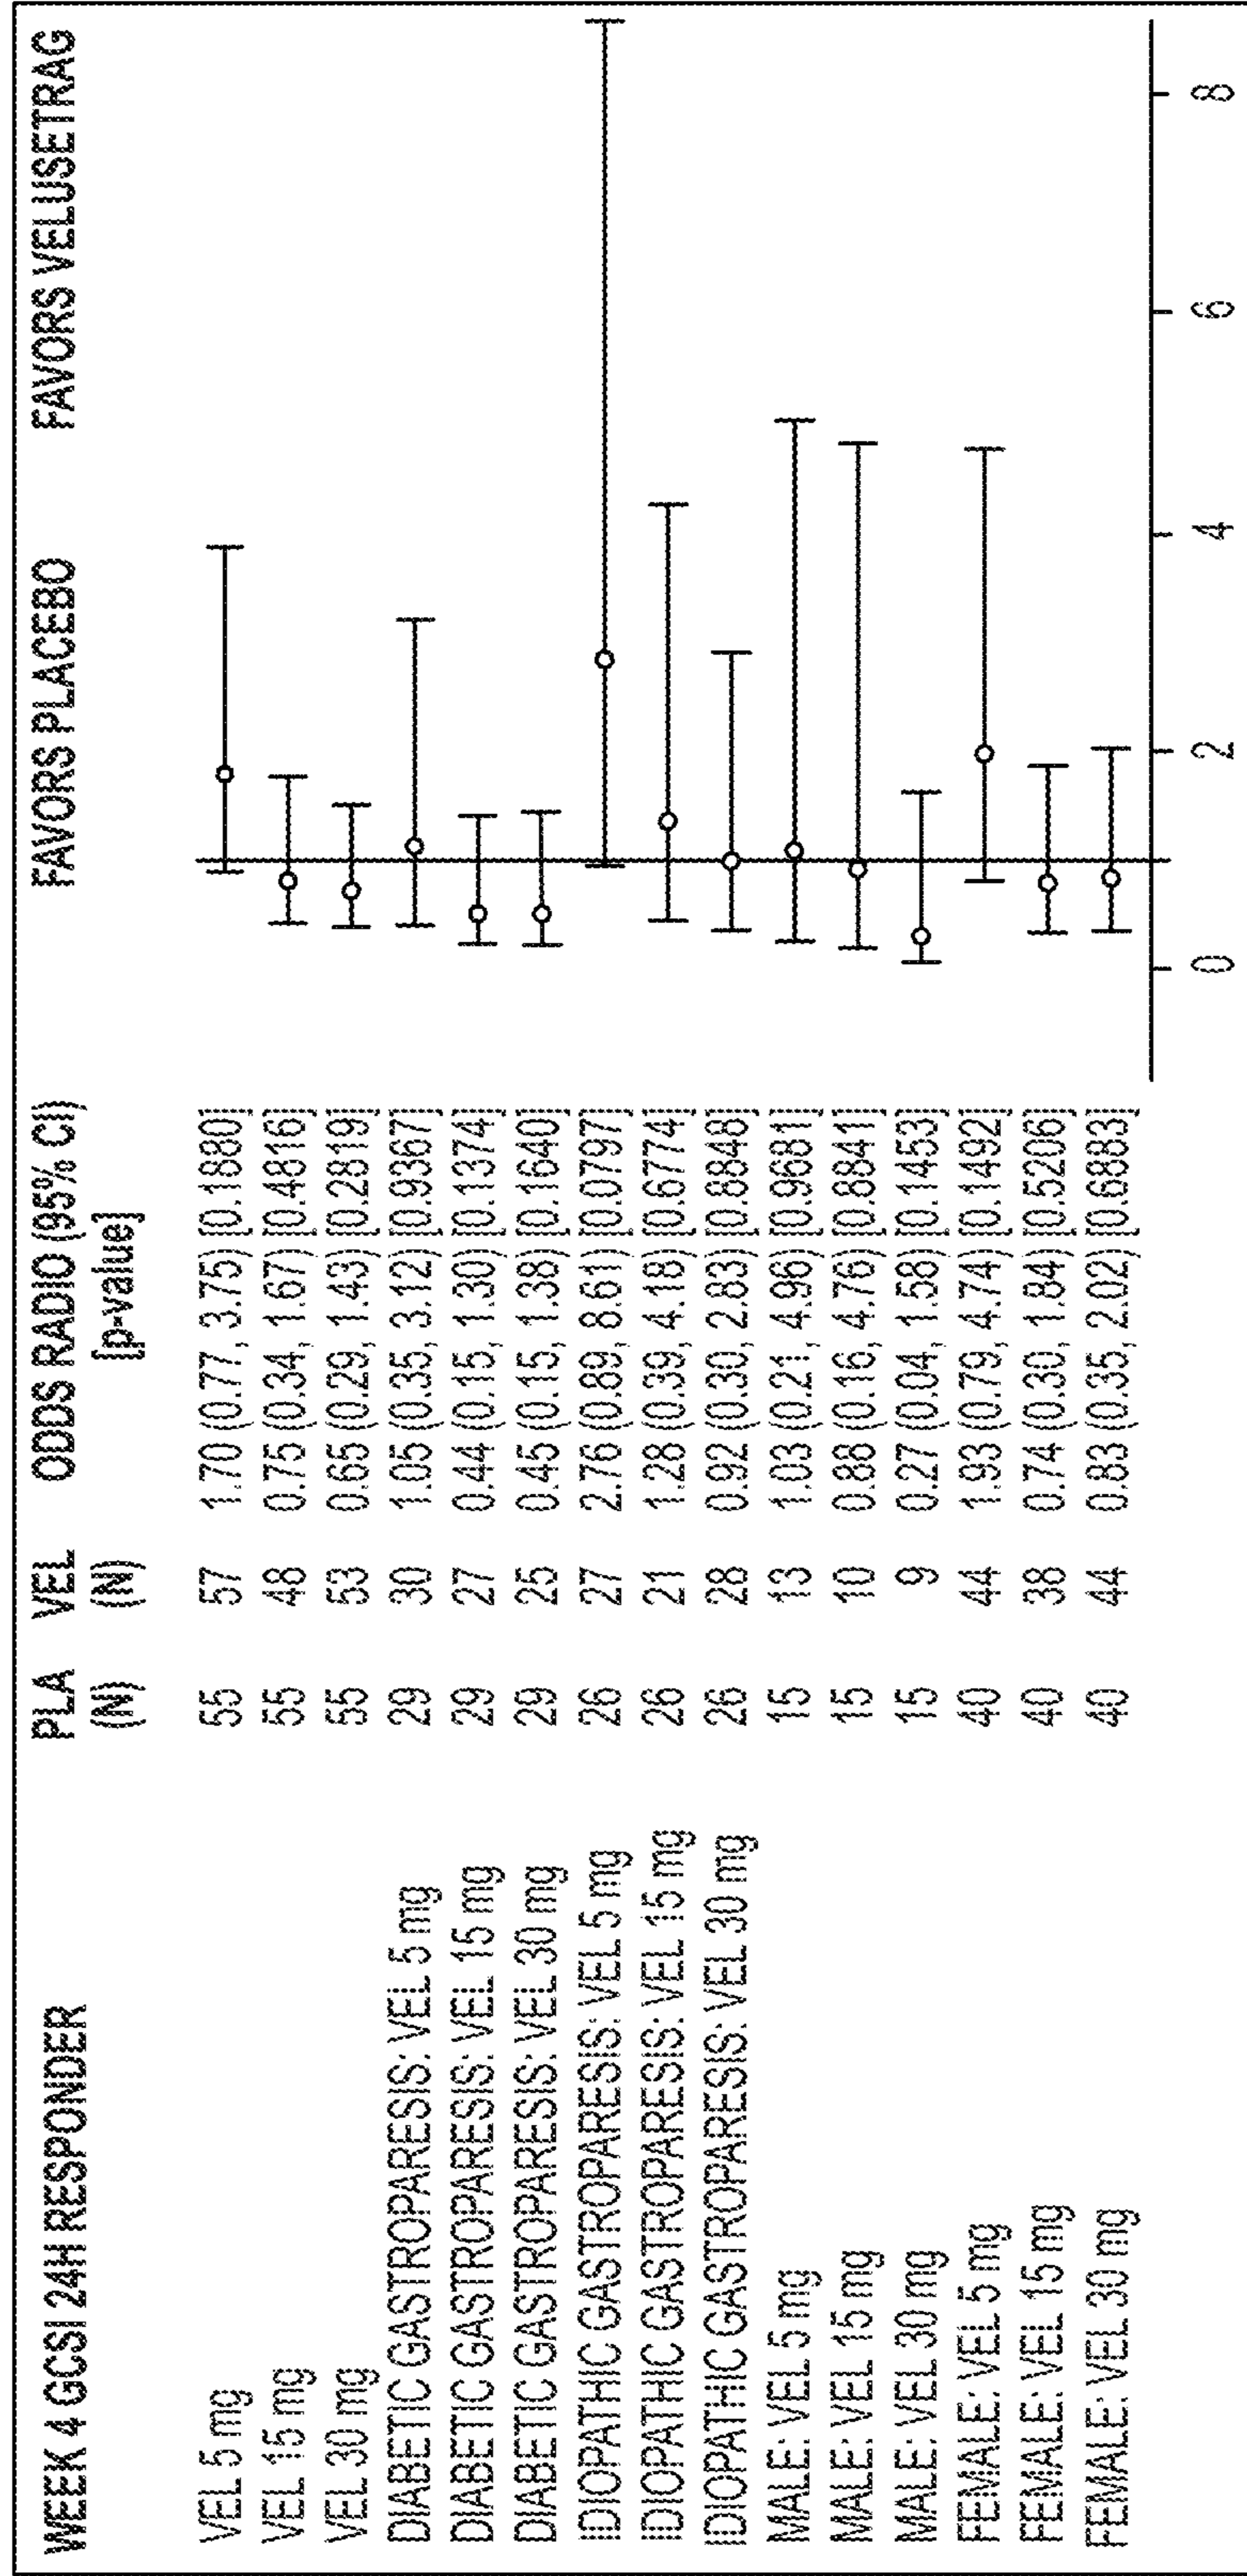 WEEK 4 GCSI 24H RESPONDER PLA VEL ODDS RADIO (95% CI) FAVORS PLACEBO FAVORS VELUSETRAG
(N) (N) [p-value]
VEL 5 mg 55 57 1.70 (0.77, 3.75) [0.1880]
VEL 15 mg 55 48 0.75 (0.34, 1.67) [0.4816]
VEL 30 mg 55 53 0.65 (0.29, 1.43) [0.2819]
DIABETIC GASTROPARESIS: VEL 5 mg 29 30 1.05 (0.35, 3.12) [0.9367]
DIABETIC GASTROPARESIS: VEL 15 mg 29 27 0.44 (0.15, 1.30) [0.1374]
DIABETIC GASTROPARESIS: VEL 30 mg 29 25 0.45 (0.15, 1.38) [0.1640]
IDIOPATHIC GASTROPARESIS: VEL 5 mg 26 27 2.76 (0.89, 8.61) [0.0797]
IDIOPATHIC GASTROPARESIS: VEL 15 mg 26 21 1.28 (0.39, 4.18) [0.6774]
IDIOPATHIC GASTROPARESIS: VEL 30 mg 26 28 0.92 (0.30, 2.83) [0.8848]
MALE: VEL 5 mg 15 13 1.03 (0.21, 4.96) [0.9681]
MALE: VEL 15 mg 15 10 0.88 (0.16, 4.76) [0.8841]
MALE: VEL 30 mg 15 9 0.27 (0.04, 1.58) [0.1453]
FEMALE: VEL 5 mg 40 44 1.93 (0.79, 4.74) [0.1492]
FEMALE: VEL 15 mg 40 38 0.74 (0.30, 1.84) [0.5206]
FEMALE: VEL 30 mg 40 44 0.83 (0.35, 2.02) [0.6883]
0 2 4 6 8